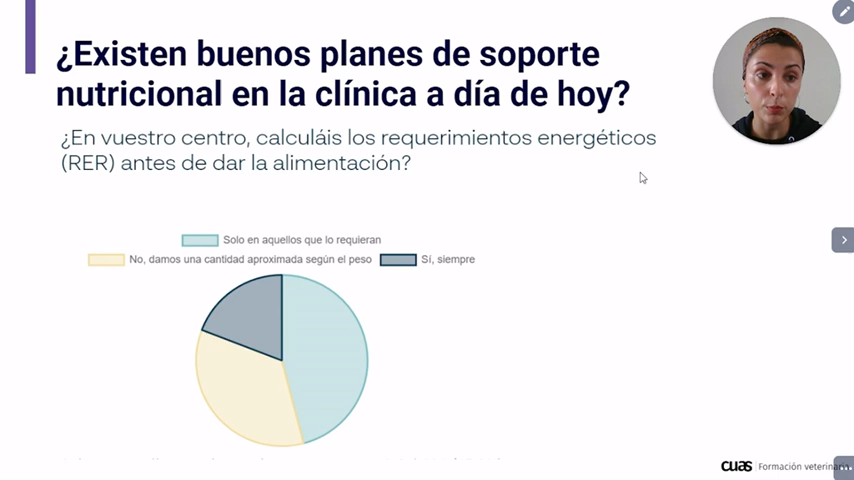 ¿Existen buenos planes de soporte
nutricional en la clínica a día de hoy?
¿En vuestro centro, calculáis los requerimientos energéticos
(RER) antes de dar la alimentación?
Solo en aquellos que lo requieran
No, damos una cantidad aproximada según el peso Sí, siempre
cuas Formación veterinaria